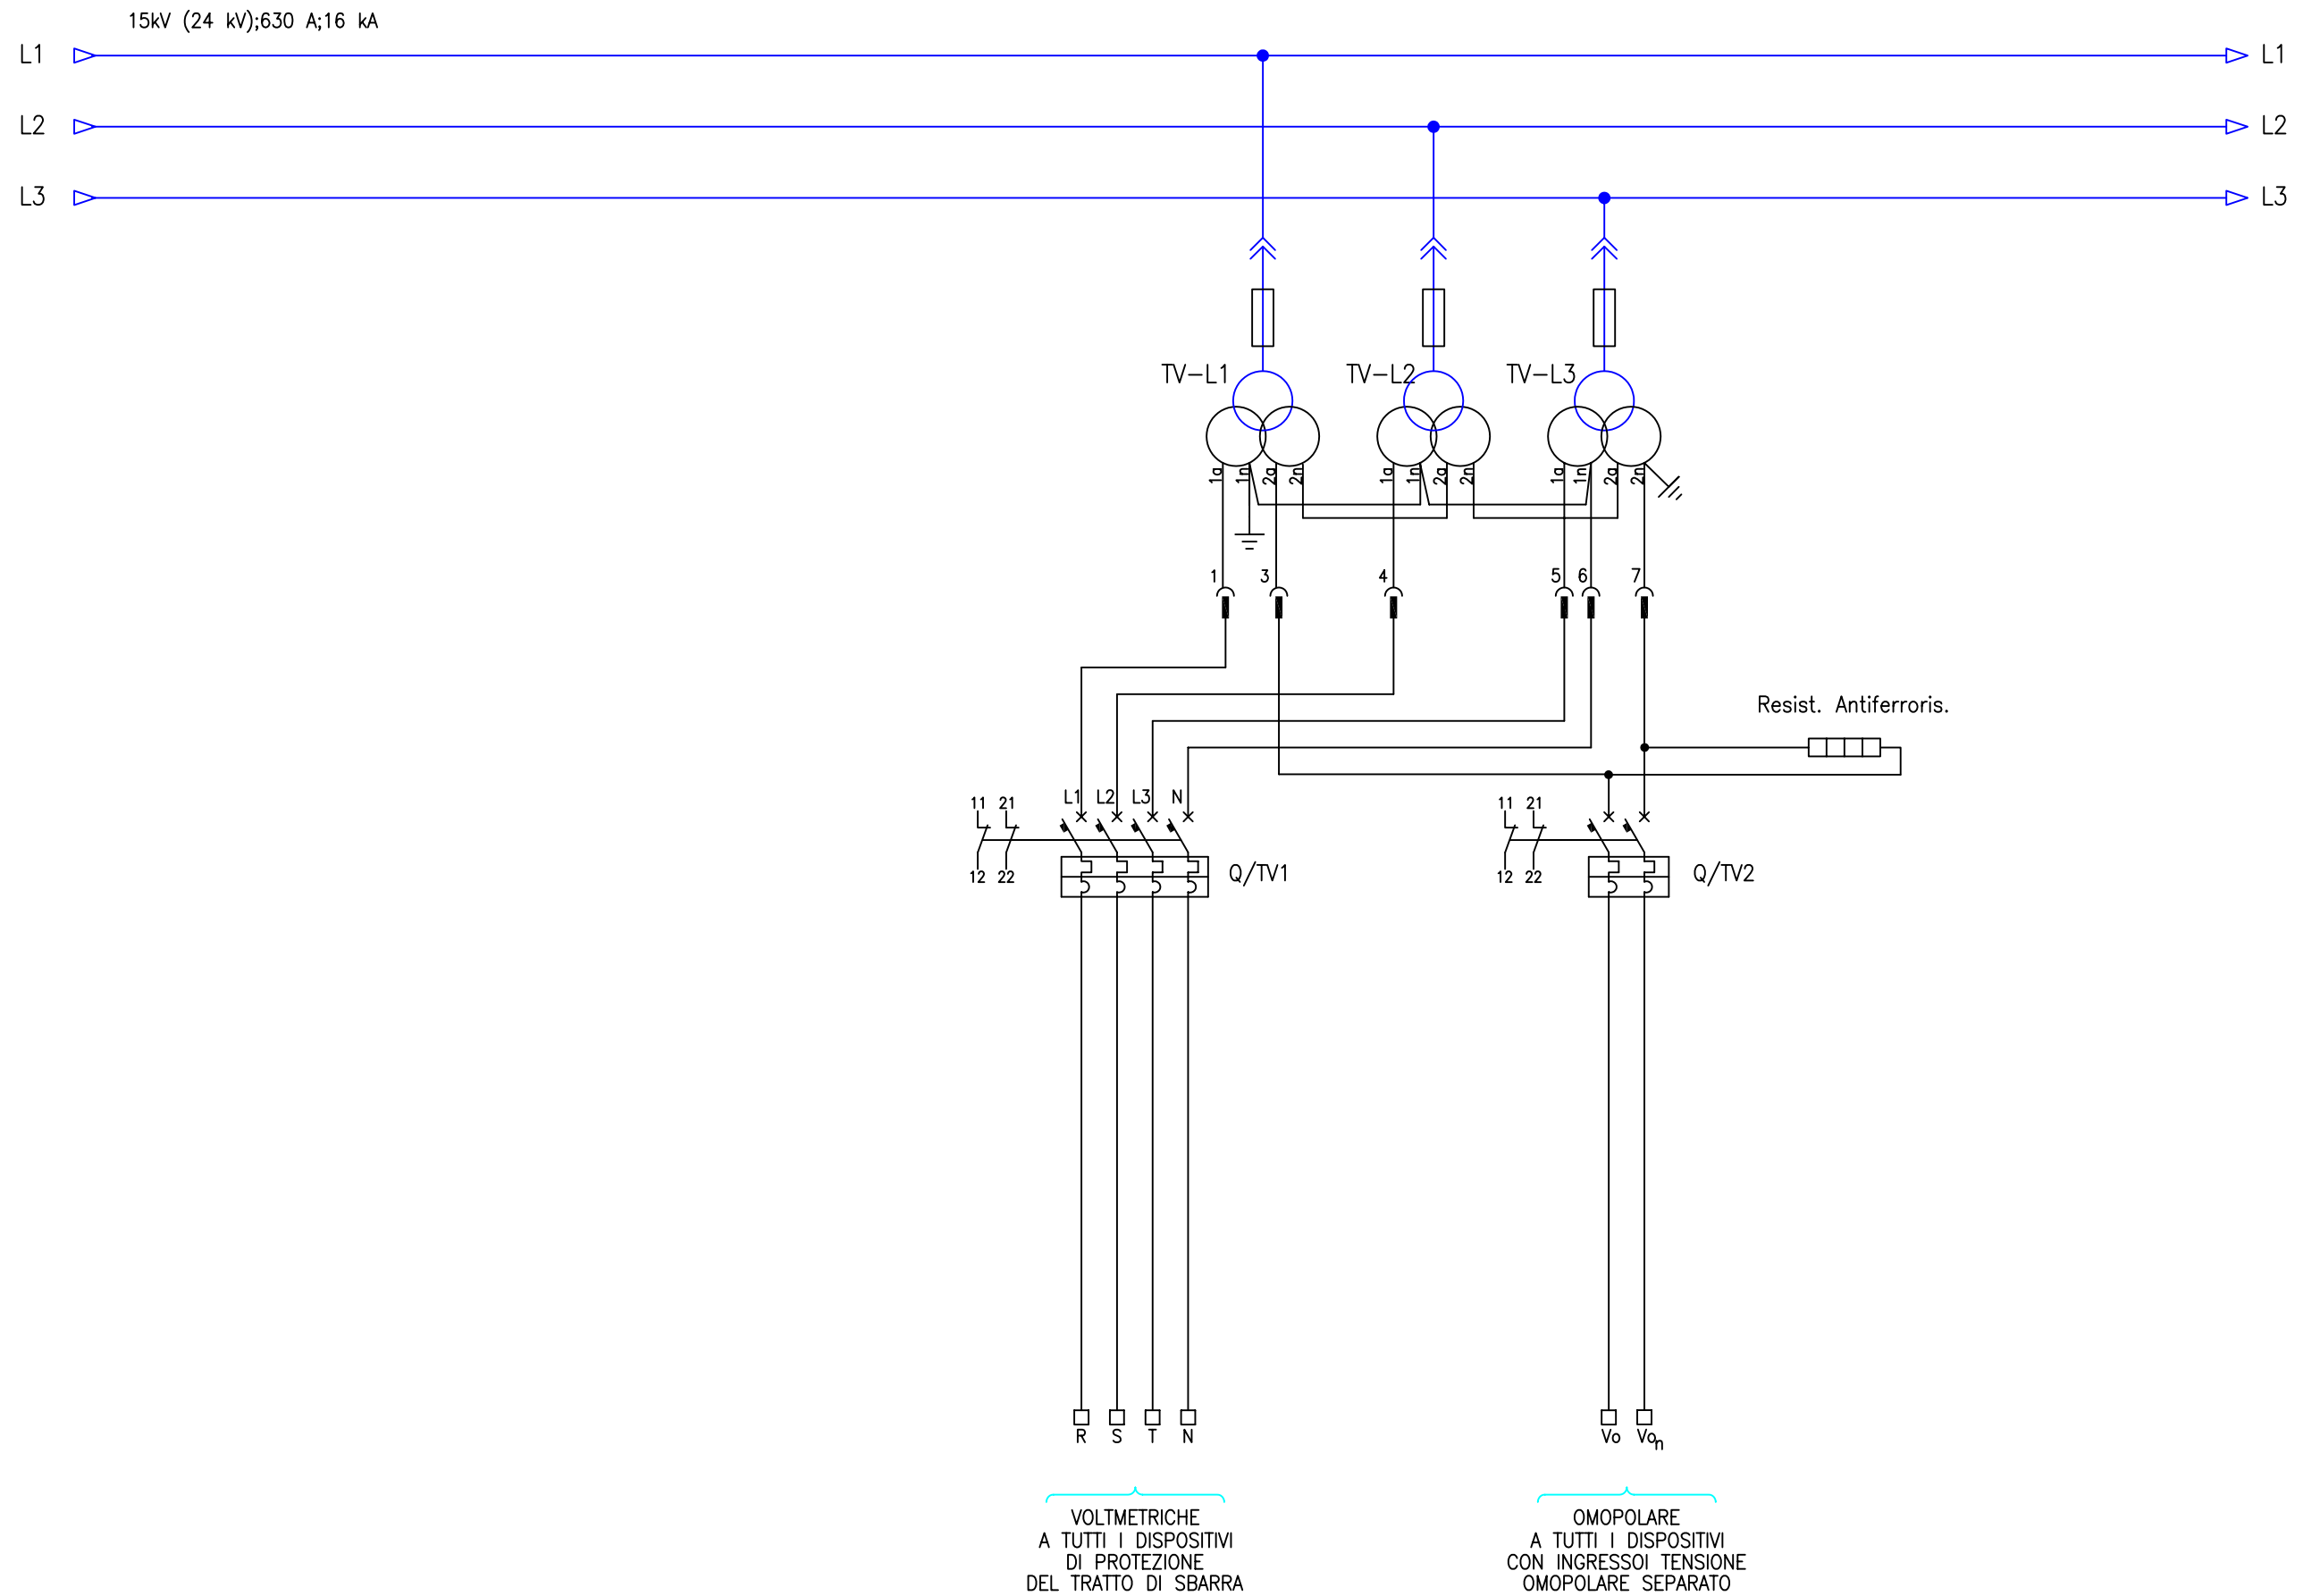 15kV (24 kV);630 A;16 kA
L1 L1
L2 L2
L3 L3
TV-L1 TV-L2 TV-L3
1a 1n 2a 2n 1a 1n 2a 2n 1a 1n 2a 2n
1 3 4 5 6 7
Resist. Antiferroris.
L1 L2 L3 N
11 21 11 21
Q/TV1 Q/TV2
12 22 12 22
R S T N Vo Von
VOLTMETRICHE
A TUTTI I DISPOSITIVI
DI PROTEZIONE
DEL TRATTO DI SBARRA
OMOPOLARE
A TUTTI I DISPOSITIVI
CON INGRESSOI TENSIONE
OMOPOLARE SEPARATO